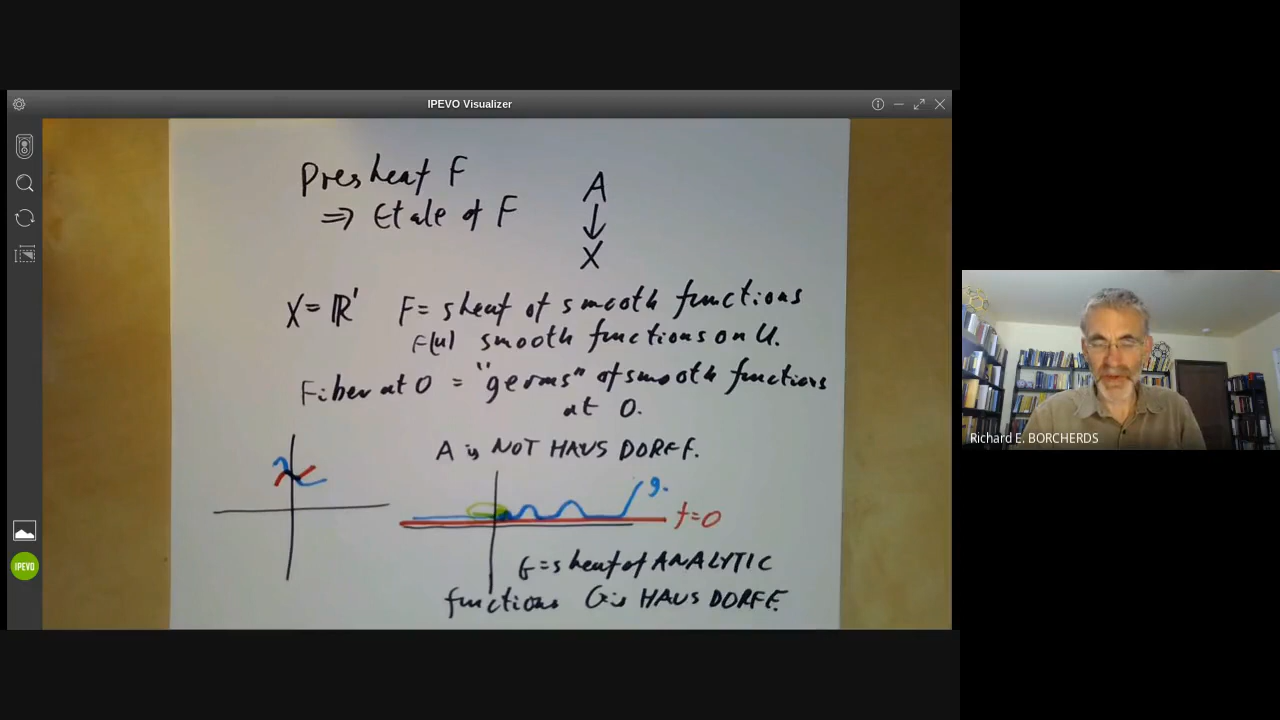 IPEVO Visualizer
Presheaf F
⇒ Etale of F
A
↓
X
X = ℝ¹ F = sheaf of smooth functions
F(U) smooth functions on U.
Fiber at 0 = "germs" of smooth functions
at 0.
A is NOT HAUSDORFF.
g.
f=0
G = sheaf of ANALYTIC
functions G is HAUSDORFF.
Richard E. BORCHERDS
IPEVO